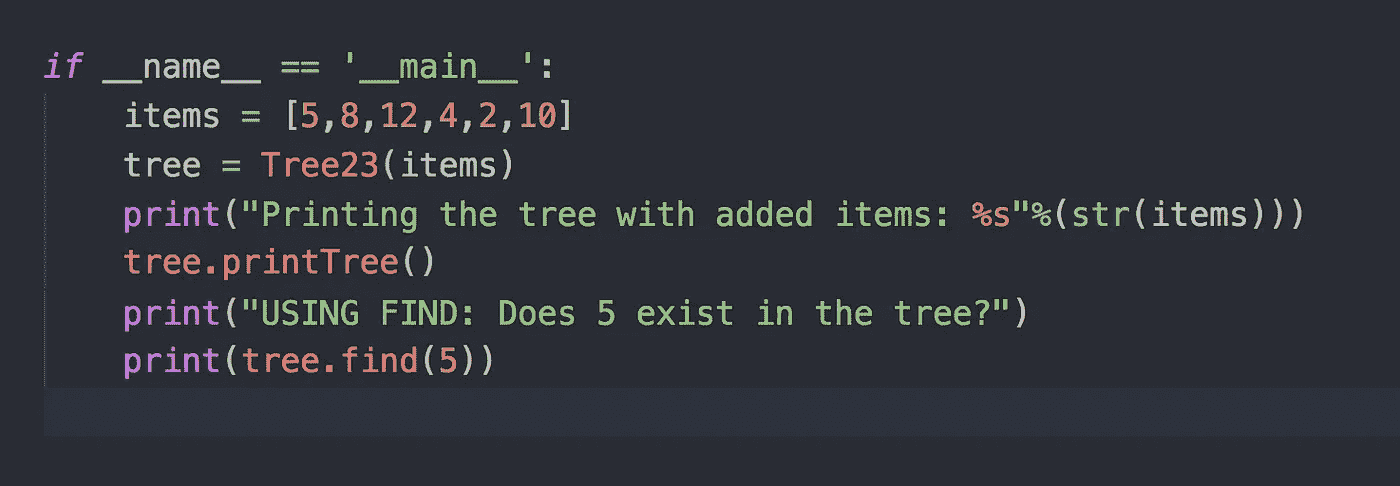 if __name__ == '__main__':
    items = [5,8,12,4,2,10]
    tree = Tree23(items)
    print("Printing the tree with added items: %s"%(str(items)))
    tree.printTree()
    print("USING FIND: Does 5 exist in the tree?")
    print(tree.find(5))